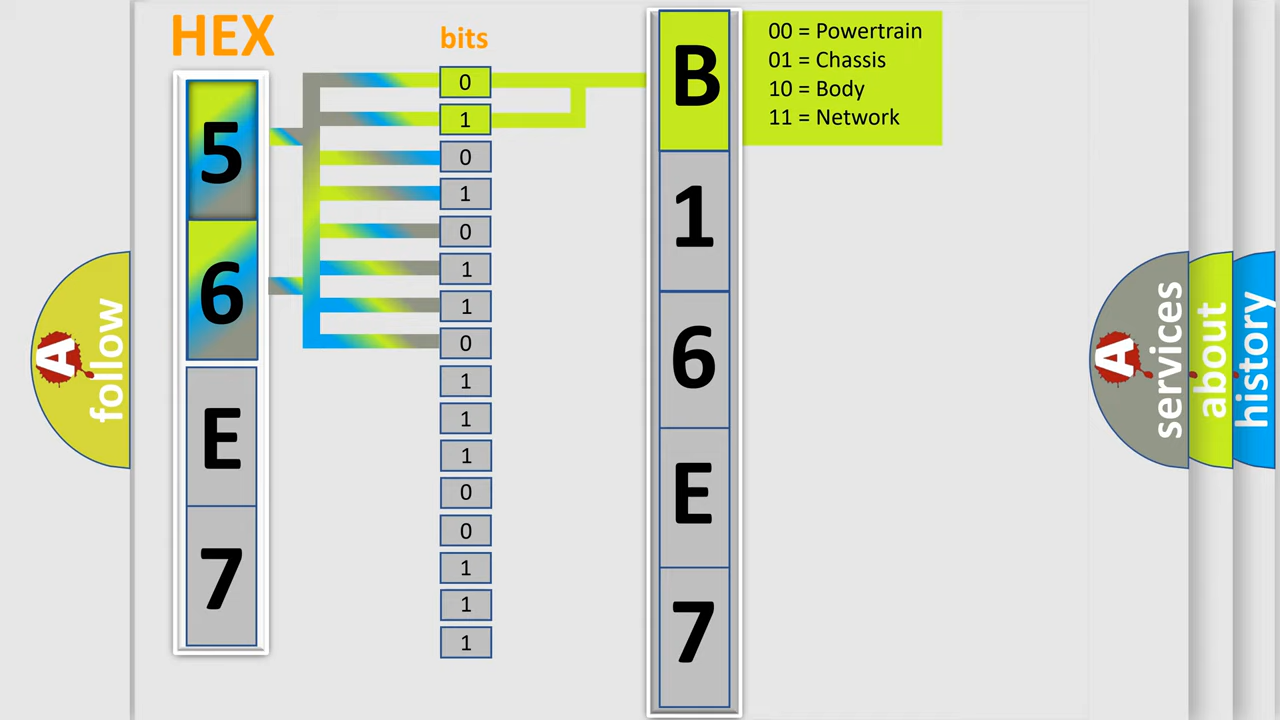 HEX
bits
5
6
E
7
0
1
0
1
0
1
1
0
1
1
1
0
0
1
1
1
B
1
6
E
7
00 = Powertrain
01 = Chassis
10 = Body
11 = Network
A
follow
A
services
about
history